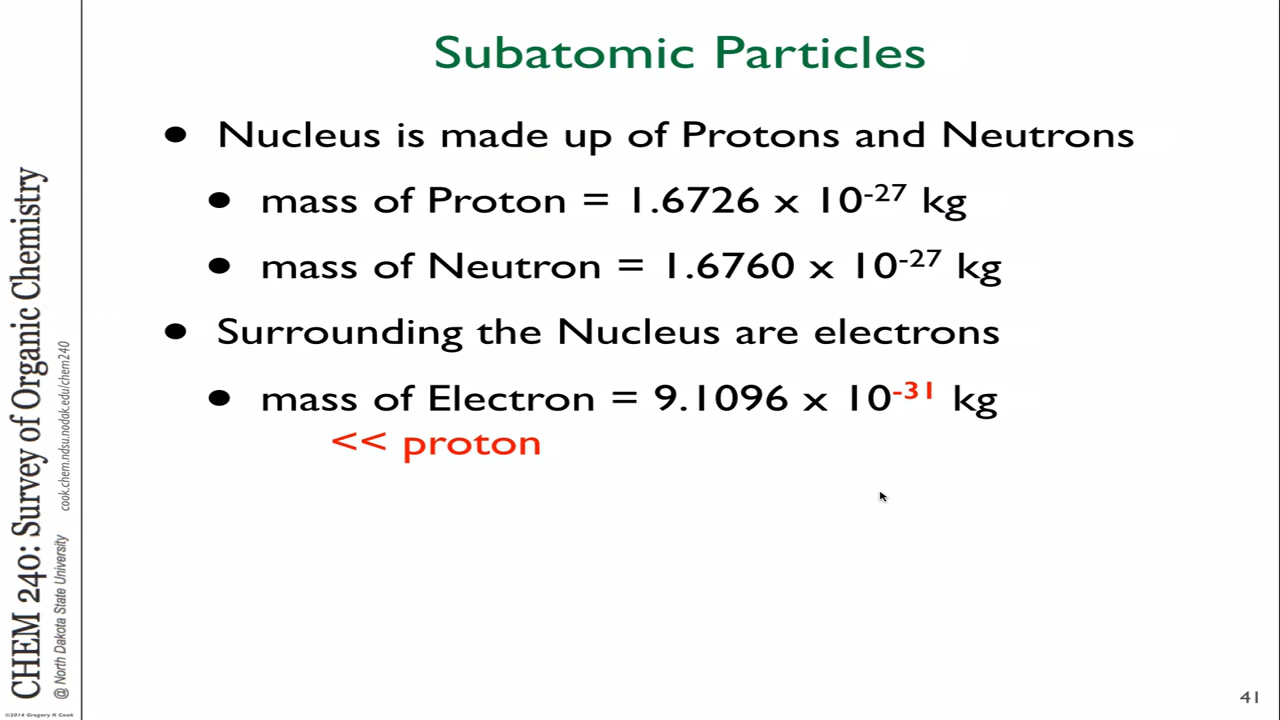 Subatomic Particles
• Nucleus is made up of Protons and Neutrons
• mass of Proton = 1.6726 x 10⁻²⁷ kg
• mass of Neutron = 1.6760 x 10⁻²⁷ kg
• Surrounding the Nucleus are electrons
• mass of Electron = 9.1096 x 10⁻³¹ kg
<< proton
CHEM 240: Survey of Organic Chemistry
@ North Dakota State University
cook.chem.ndsu.nodak.edu/chem240
©2014 Gregory R Cook
41